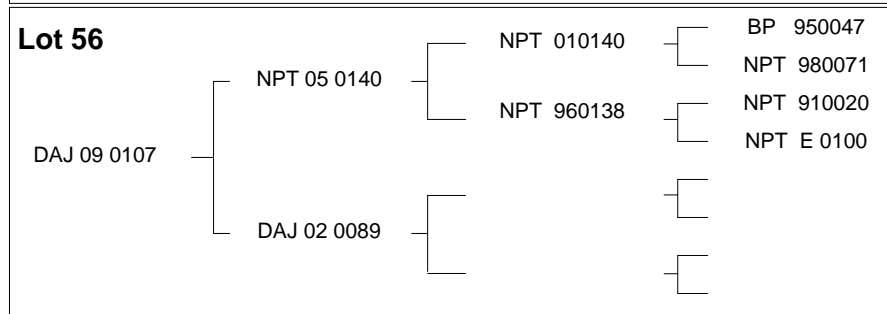 Lot 56
BP 950047
NPT 010140
NPT 980071
NPT 05 0140
NPT 960138
NPT 910020
NPT E 0100
DAJ 09 0107
DAJ 02 0089